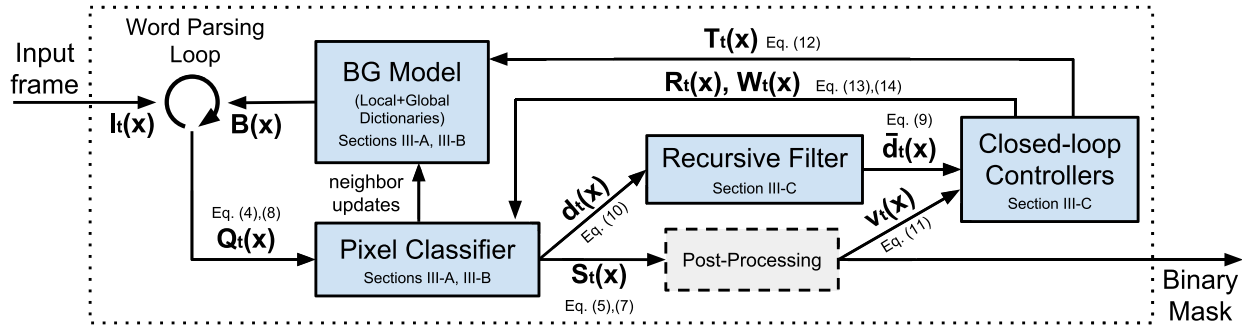 Input
frame
Word Parsing
Loop
Iₜ(x)
B(x)
BG Model
(Local+Global
Dictionaries)
Sections III-A, III-B
Tₜ(x) Eq. (12)
Rₜ(x), Wₜ(x) Eq. (13),(14)
neighbor
updates
Eq. (4),(8)
Qₜ(x)
Pixel Classifier
Sections III-A, III-B
dₜ(x)
Eq. (10)
Recursive Filter
Section III-C
Eq. (9)
d̄ₜ(x)
Closed-loop
Controllers
Section III-C
Sₜ(x)
Eq. (5),(7)
Post-Processing
vₜ(x)
Eq. (11)
Binary
Mask